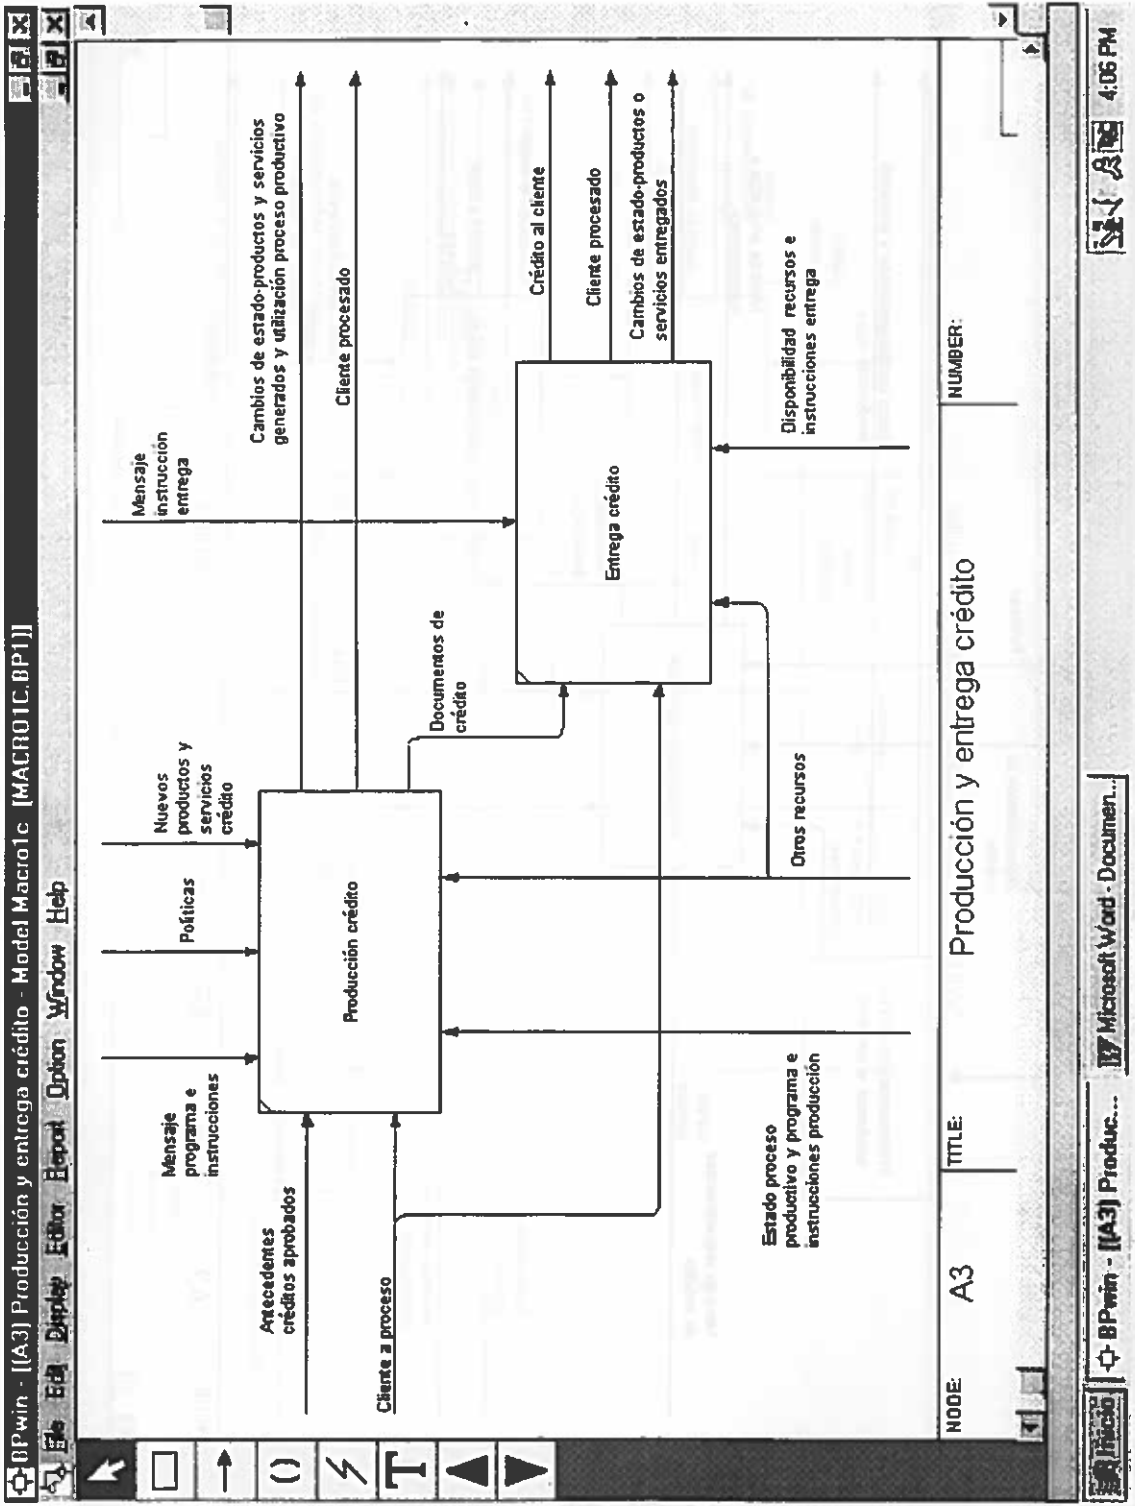 BPwin - [(A3) Producción y entrega crédito - Model Macro1c [MACRO1C.BP1]]
File Edit Display Editor Report Option Window Help
Mensaje
programa e
instrucciones
Políticas
Nuevos
productos y
servicios
crédito
Mensaje
instrucción
entrega
Cambios de estado-productos y servicios
generados y utilización proceso productivo
Cliente procesado
Antecedentes
créditos aprobados
Cliente a proceso
Producción crédito
Documentos de
crédito
Entrega crédito
Crédito al cliente
Cliente procesado
Cambios de estado-productos o
servicios entregados
Estado proceso
productivo y programa e
instrucciones producción
Otros recursos
Disponibilidad recursos e
instrucciones entrega
NODE:
A3
TITLE:
Producción y entrega crédito
NUMBER:
Inicio
BPwin - [(A3) Produc...
Microsoft Word - Documen...
4:06 PM